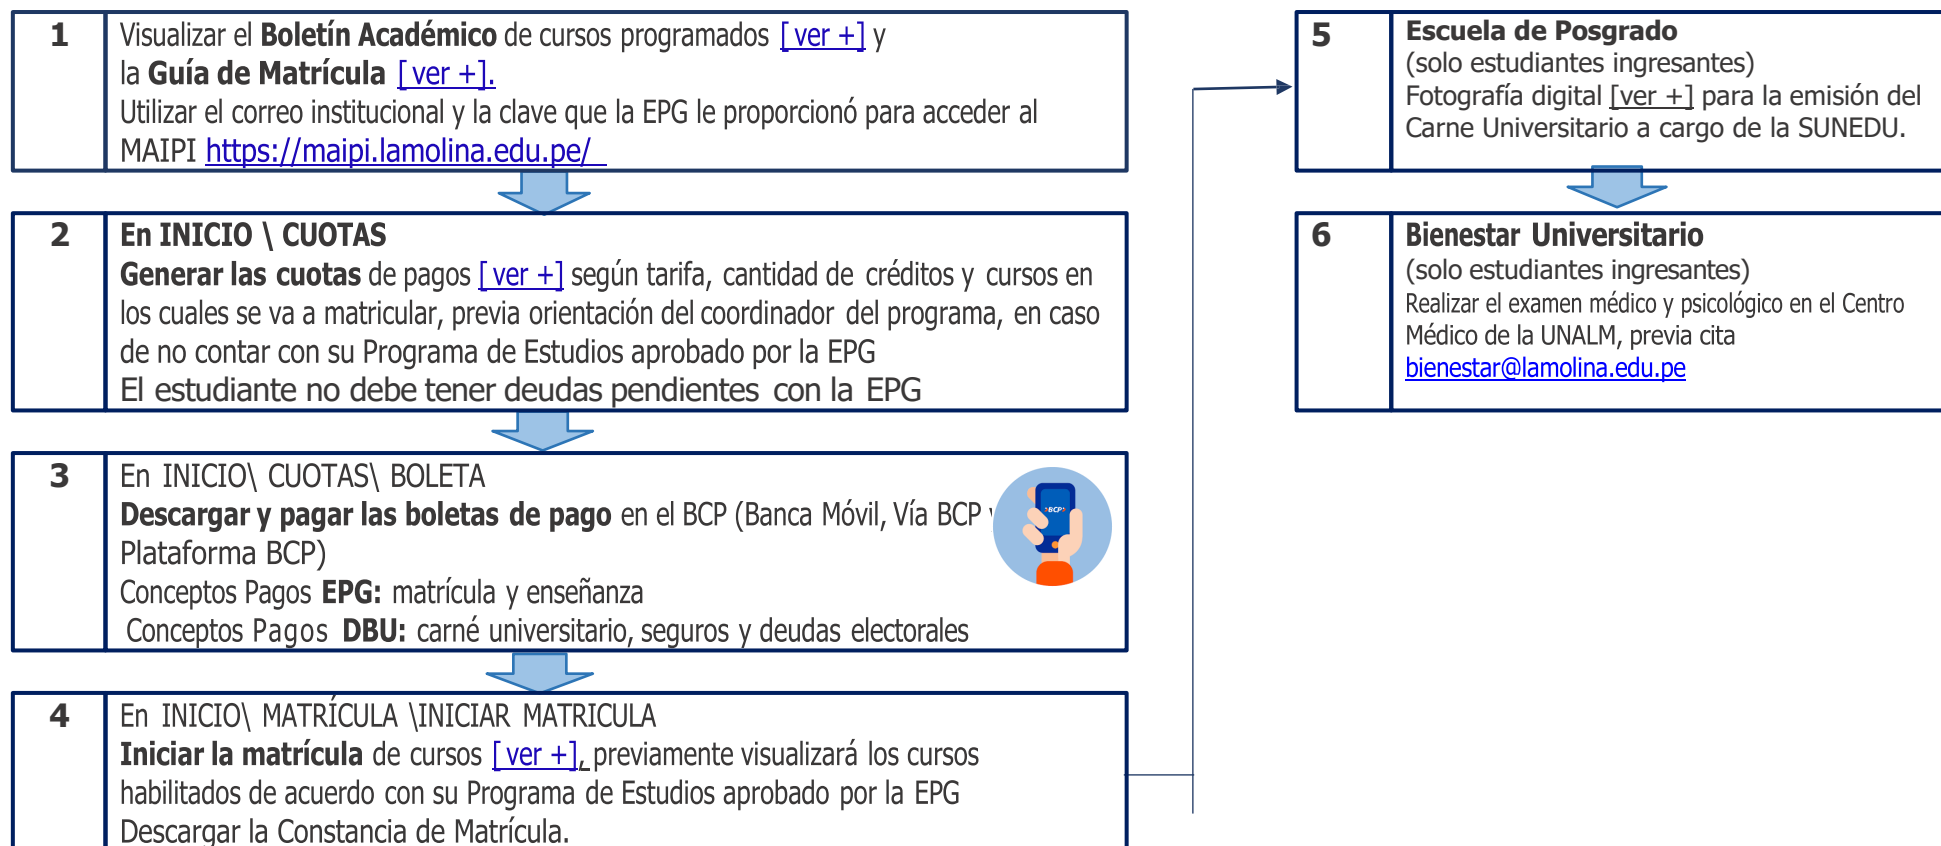 1
Visualizar el Boletín Académico de cursos programados [ ver +] y
la Guía de Matrícula [ ver +].
Utilizar el correo institucional y la clave que la EPG le proporcionó para acceder al
MAIPI https://maipi.lamolina.edu.pe/
2
En INICIO \ CUOTAS
Generar las cuotas de pagos [ ver +] según tarifa, cantidad de créditos y cursos en
los cuales se va a matricular, previa orientación del coordinador del programa, en caso
de no contar con su Programa de Estudios aprobado por la EPG
El estudiante no debe tener deudas pendientes con la EPG
3
En INICIO\ CUOTAS\ BOLETA
Descargar y pagar las boletas de pago en el BCP (Banca Móvil, Vía BCP
Plataforma BCP)
Conceptos Pagos EPG: matrícula y enseñanza
Conceptos Pagos DBU: carné universitario, seguros y deudas electorales
BCP
4
En INICIO\ MATRÍCULA \INICIAR MATRICULA
Iniciar la matrícula de cursos [ ver +], previamente visualizará los cursos
habilitados de acuerdo con su Programa de Estudios aprobado por la EPG
Descargar la Constancia de Matrícula.
5
Escuela de Posgrado
(solo estudiantes ingresantes)
Fotografía digital [ver +] para la emisión del
Carne Universitario a cargo de la SUNEDU.
6
Bienestar Universitario
(solo estudiantes ingresantes)
Realizar el examen médico y psicológico en el Centro
Médico de la UNALM, previa cita
bienestar@lamolina.edu.pe